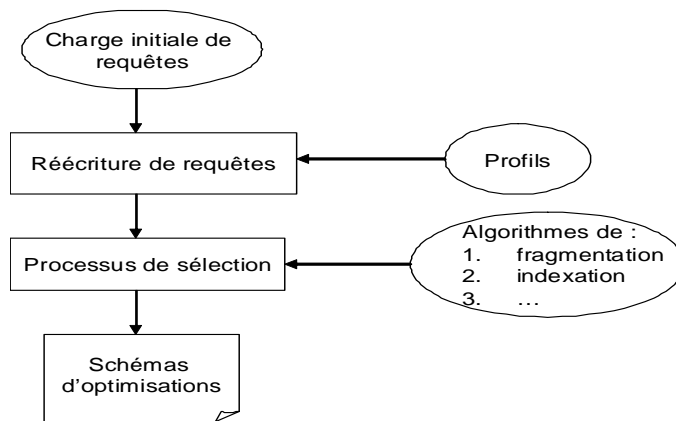 Charge initiale de
requêtes
Réécriture de requêtes
Profils
Processus de sélection
Algorithmes de :
1. fragmentation
2. indexation
3. ...
Schémas
d'optimisations